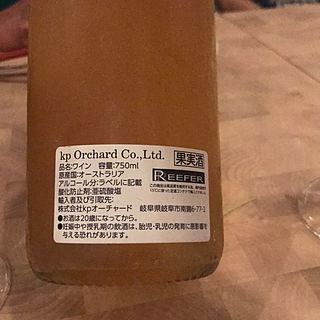 kp Orchard Co.,Ltd.
果実酒
品名:ワイン 容量:750ml
原産国:オーストラリア
アルコール分:ラベルに記載
酸化防止剤:亜硫酸塩
REEFER
輸入者及び引取先:
株式会社kpオーチャード 岐阜県岐阜市南鶉6-77-2
●お酒は20歳になってから。
●妊娠中や授乳期の飲酒は、胎児・乳児の発育に悪影響を
与える恐れがあります。